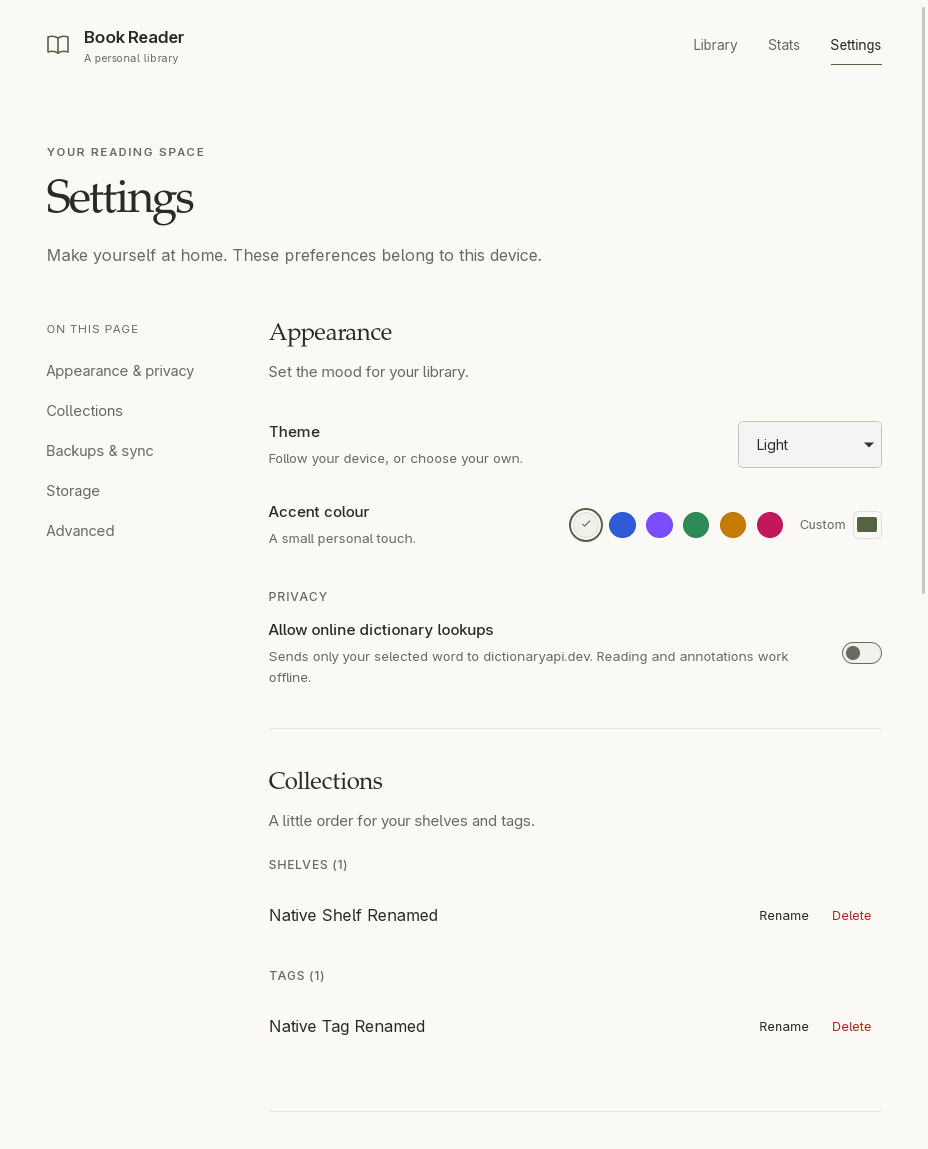 Book Reader
A personal library
Library
Stats
Settings
YOUR READING SPACE
Settings
Make yourself at home. These preferences belong to this device.
ON THIS PAGE
Appearance & privacy
Collections
Backups & sync
Storage
Advanced
Appearance
Set the mood for your library.
Theme
Follow your device, or choose your own.
Light
Accent colour
A small personal touch.
Custom
PRIVACY
Allow online dictionary lookups
Sends only your selected word to dictionaryapi.dev. Reading and annotations work
offline.
Collections
A little order for your shelves and tags.
SHELVES (1)
Native Shelf Renamed
Rename
Delete
TAGS (1)
Native Tag Renamed
Rename
Delete